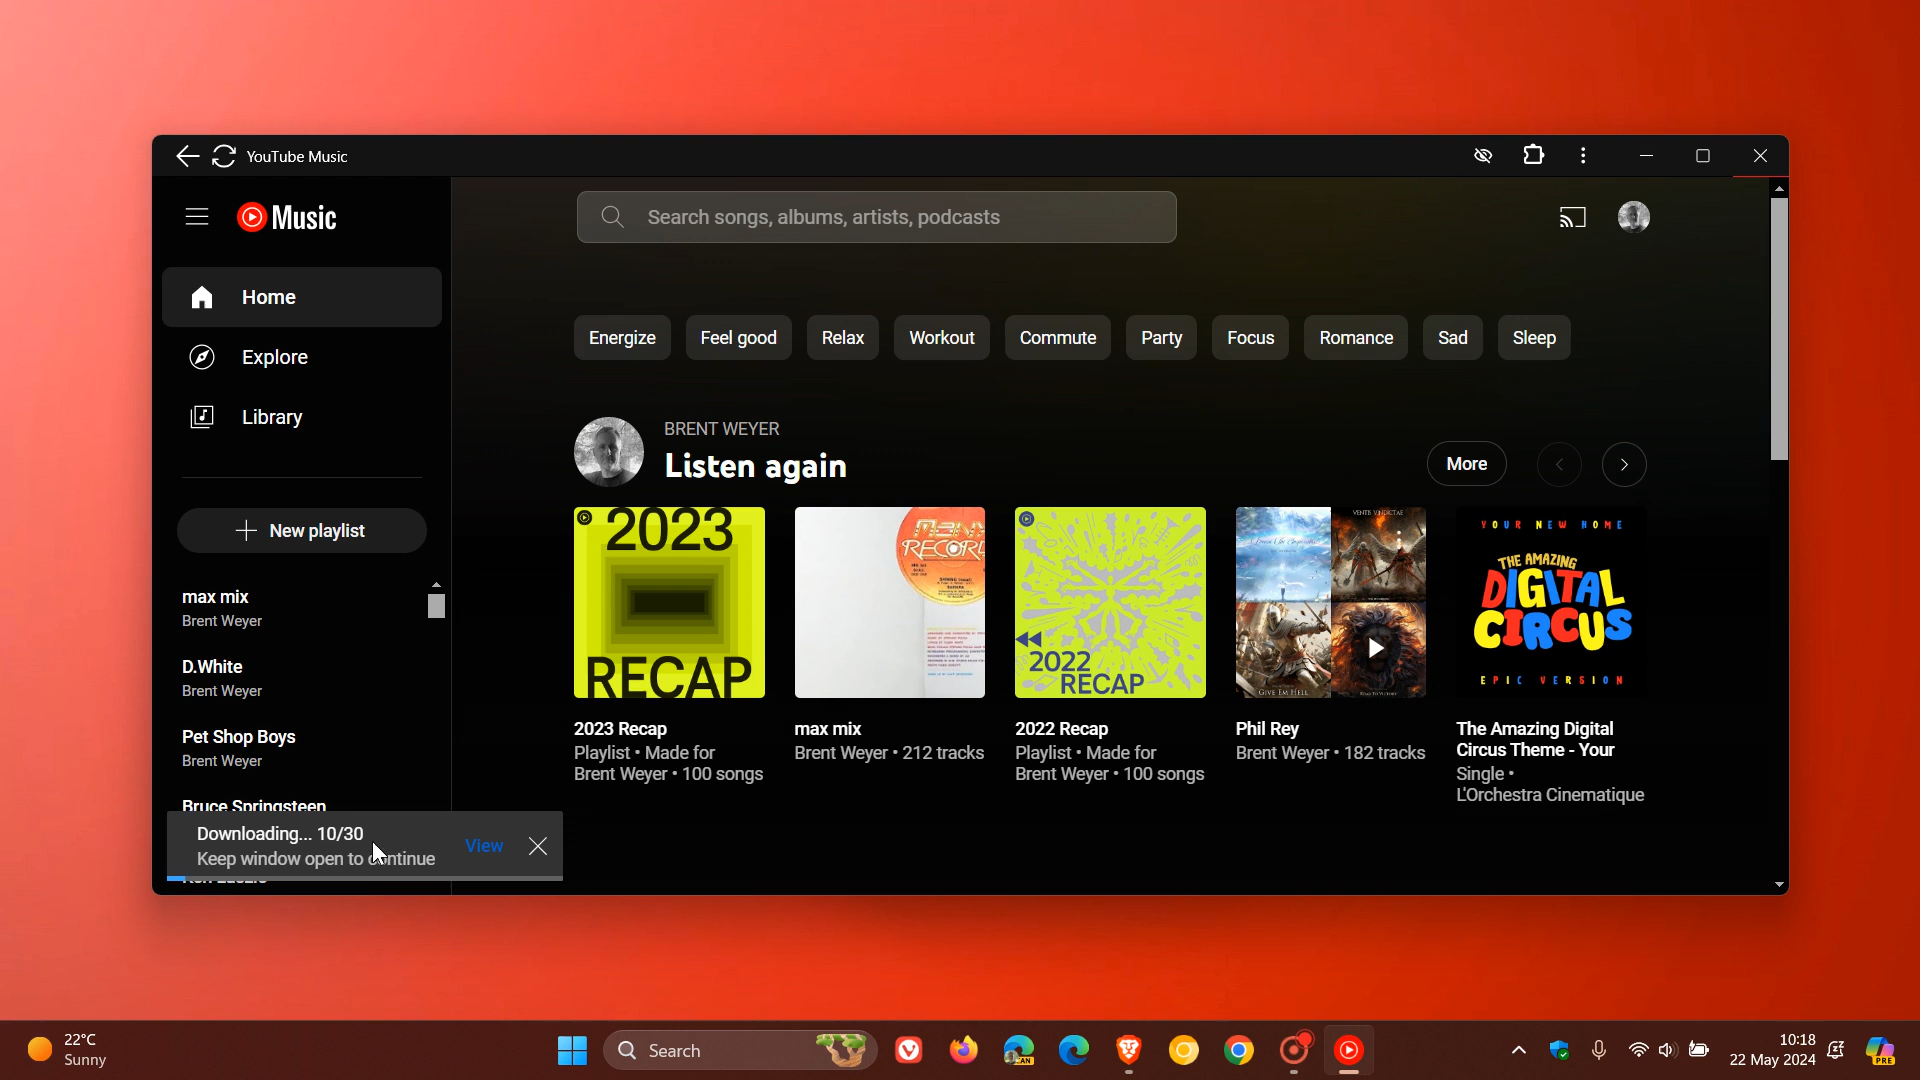 YouTube Music
Music
Search songs, albums, artists, podcasts
Home
Explore
Library
New playlist
max mix
Brent Weyer
D.White
Brent Weyer
Pet Shop Boys
Brent Weyer
Bruce Springsteen
Downloading... 10/30
Keep window open to continue
View
Energize
Feel good
Relax
Workout
Commute
Party
Focus
Romance
Sad
Sleep
BRENT WEYER
Listen again
More
2023
RECAP
2023 Recap
Playlist • Made for
Brent Weyer • 100 songs
max mix
Brent Weyer • 212 tracks
2022
RECAP
2022 Recap
Playlist • Made for
Brent Weyer • 100 songs
GIVE EM HELL
Phil Rey
Brent Weyer • 182 tracks
YOUR NEW HOME
THE AMAZING
DIGITAL
CIRCUS
EPIC VERSION
The Amazing Digital
Circus Theme - Your
Single •
L'Orchestra Cinematique
22°C
Sunny
Search
CAN
10:18
22 May 2024
PRE